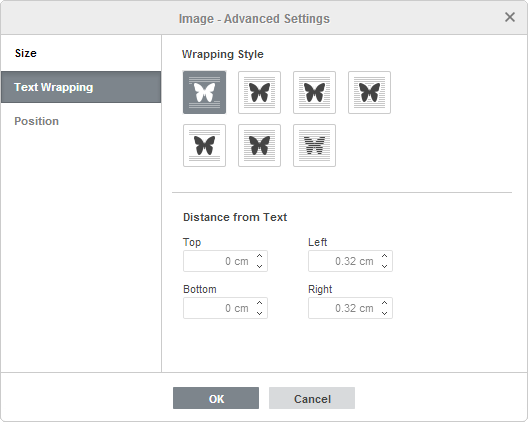 Image - Advanced Settings
Size
Text Wrapping
Position
Wrapping Style
Distance from Text
Top
Left
0 cm
0.32 cm
Bottom
Right
0 cm
0.32 cm
OK
Cancel